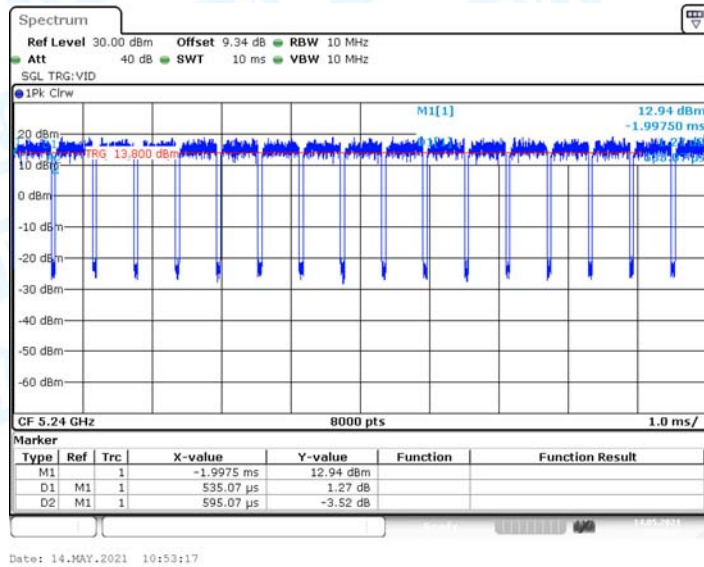 Spectrum
Ref Level 30.00 dBm Offset 9.34 dB RBW 10 MHz
Att 40 dB SWT 10 ms VBW 10 MHz
SGL TRG:VID
1Pk Clrw
M1[1] 12.94 dBm
-1.99750 ms
20 dBm
TRG 13.800 dBm
10 dBm
0 dBm
-10 dBm
-20 dBm
-30 dBm
-40 dBm
-50 dBm
-60 dBm
CF 5.24 GHz 8000 pts 1.0 ms/
Marker
Type Ref Trc X-value Y-value Function Function Result
M1 1 -1.9975 ms 12.94 dBm
D1 M1 1 535.07 µs 1.27 dB
D2 M1 1 595.07 µs -3.52 dB
14.05.2021
Date: 14.MAY.2021 10:53:17